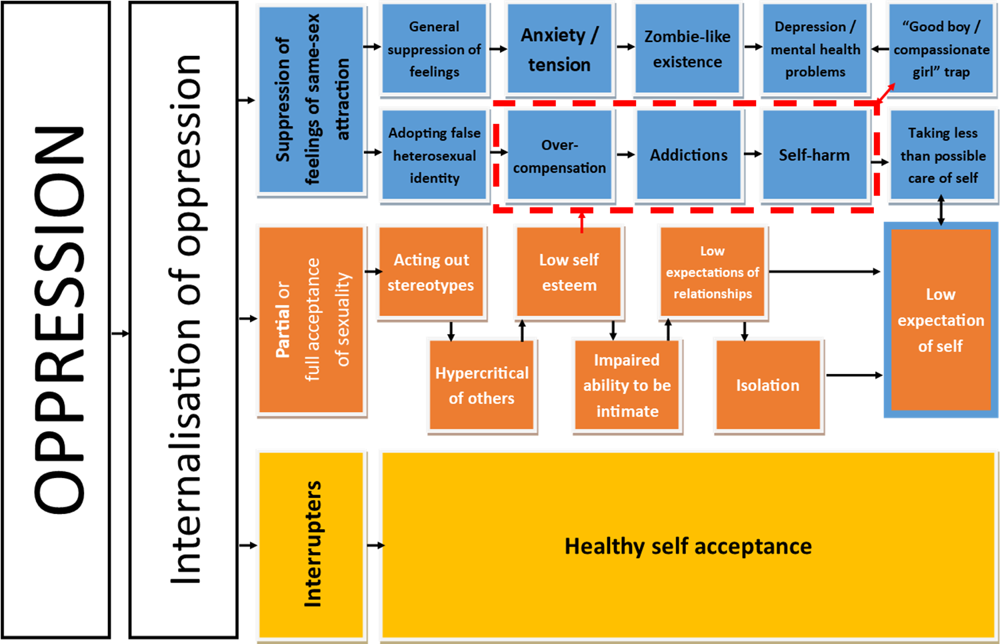 OPPRESSION
Internalisation of oppression
Suppression of
feelings of same-sex
attraction
General
suppression of
feelings
Anxiety /
tension
Zombie-like
existence
Depression /
mental health
problems
“Good boy /
compassionate
girl” trap
Adopting false
heterosexual
identity
Over-
compensation
Addictions
Self-harm
Taking less
than possible
care of self
Partial or
full acceptance
of sexuality
Acting out
stereotypes
Hypercritical
of others
Low self
esteem
Impaired
ability to be
intimate
Low
expectations of
relationships
Isolation
Low
expectation
of self
Interrupters
Healthy self acceptance